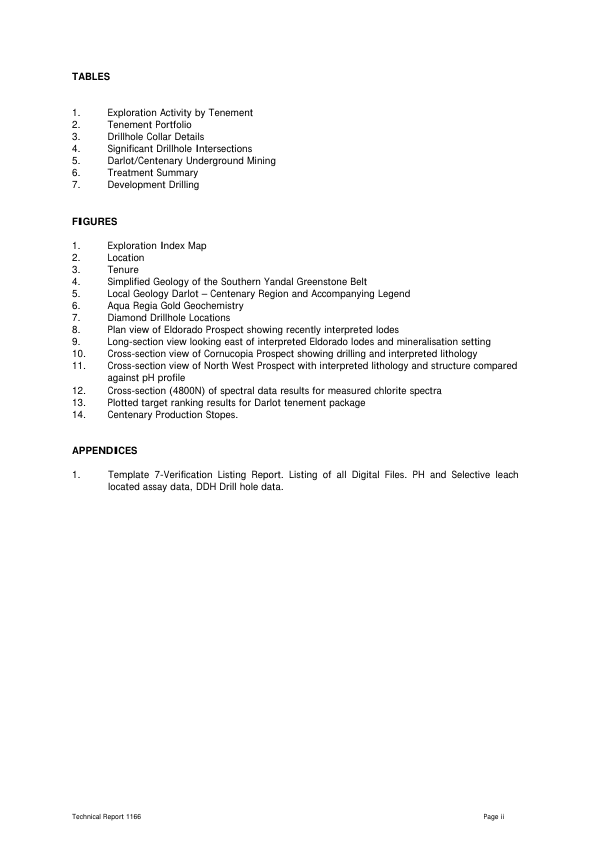 TABLES
1. Exploration Activity by Tenement
2. Tenement Portfolio
3. Drillhole Collar Details
4. Significant Drillhole Intersections
5. Darlot/Centenary Underground Mining
6. Treatment Summary
7. Development Drilling
FIGURES
1. Exploration Index Map
2. Location
3. Tenure
4. Simplified Geology of the Southern Yandal Greenstone Belt
5. Local Geology Darlot – Centenary Region and Accompanying Legend
6. Aqua Regia Gold Geochemistry
7. Diamond Drillhole Locations
8. Plan view of Eldorado Prospect showing recently interpreted lodes
9. Long-section view looking east of interpreted Eldorado lodes and mineralisation setting
10. Cross-section view of Cornucopia Prospect showing drilling and interpreted lithology
11. Cross-section view of North West Prospect with interpreted lithology and structure compared
against pH profile
12. Cross-section (4800N) of spectral data results for measured chlorite spectra
13. Plotted target ranking results for Darlot tenement package
14. Centenary Production Stopes.
APPENDICES
1. Template 7-Verification Listing Report. Listing of all Digital Files. PH and Selective leach
located assay data, DDH Drill hole data.
Technical Report 1166 Page ii